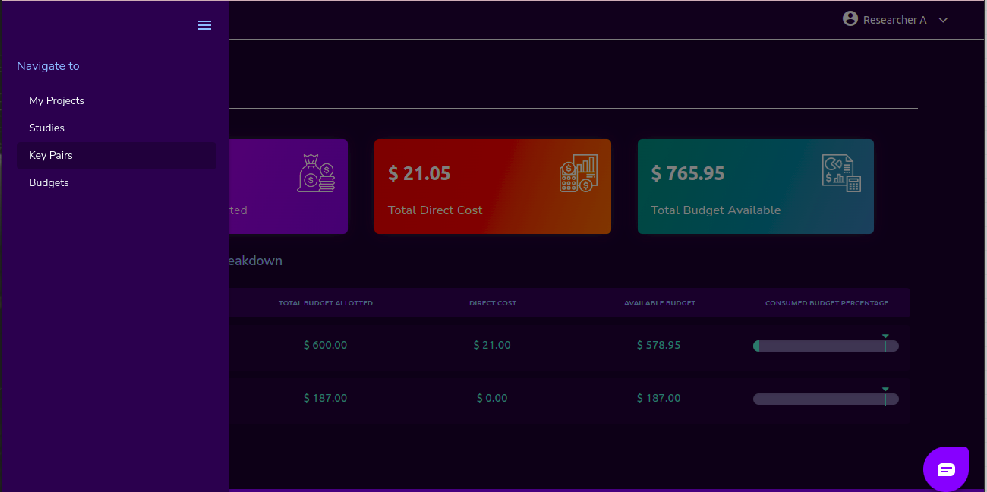 Researcher A
Navigate to
My Projects
Studies
Key Pairs
Budgets
$ 21.05
$ 765.95
Total Direct Cost
Total Budget Available
TOTAL BUDGET ALLOTTED
DIRECT COST
AVAILABLE BUDGET
CONSUMED BUDGET PERCENTAGE
$ 600.00
$ 21.00
$ 578.95
$ 187.00
$ 0.00
$ 187.00